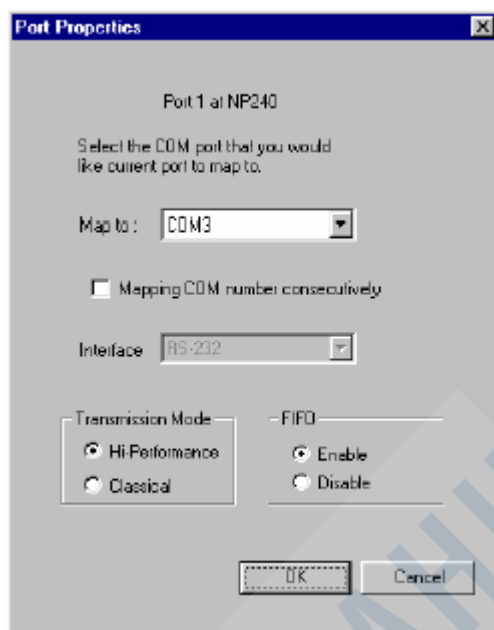 Port Properties
Port 1 at NP240
Select the COM port that you would
like current port to map to.
Map to :
COM3
Mapping COM number consecutively
Interface
RS-232
Transmission Mode
Hi-Performance
Classical
FIFO
Enable
Disable
OK
Cancel